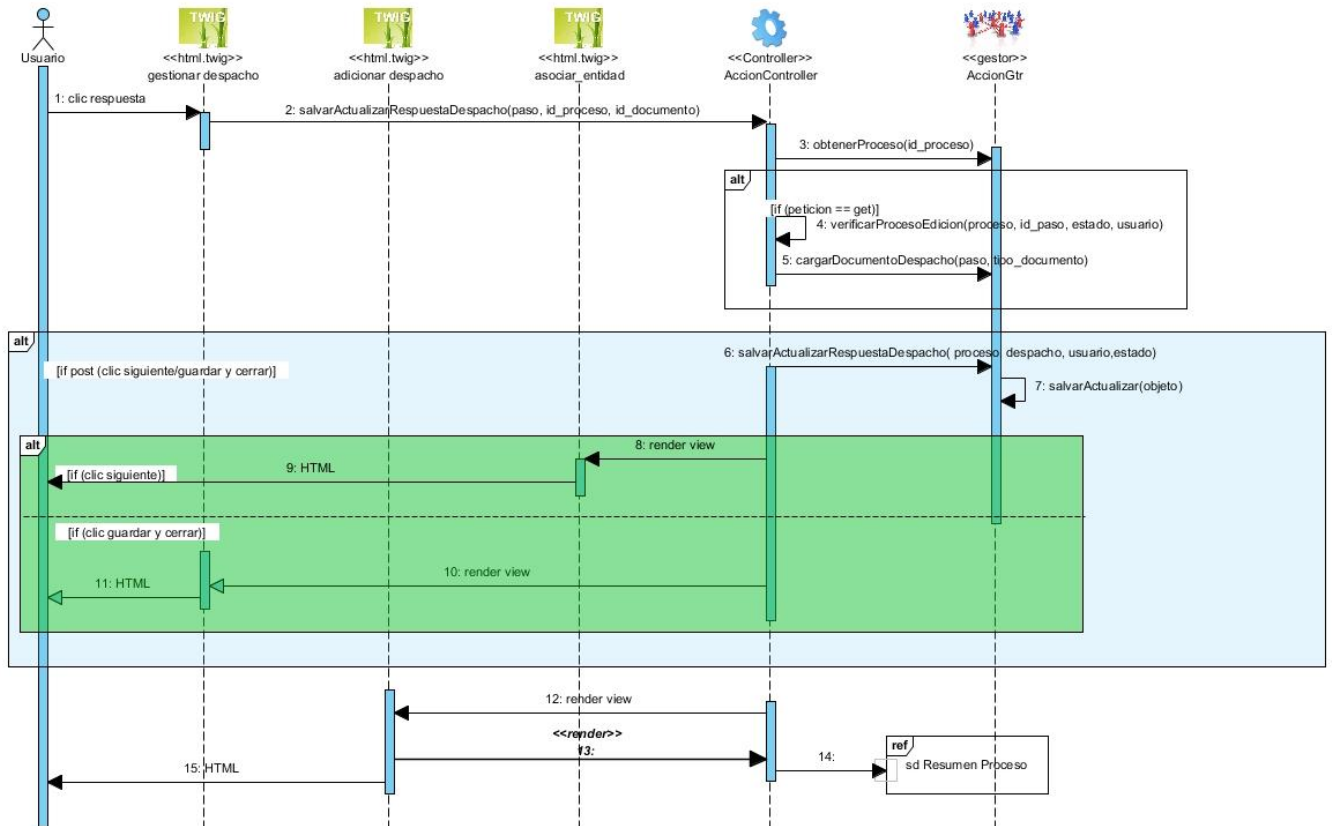 TWIG
TWIG
TWIG
Usuario
<<html.twig>>
gestionar despacho
<<html.twig>>
adicionar despacho
<<html.twig>>
asociar_entidad
<<Controller>>
AccionController
<<gestor>>
AccionGtr
1: clic respuesta
2: salvarActualizarRespuestaDespacho(paso, id_proceso, id_documento)
3: obtenerProceso(id_proceso)
alt
[if (peticion == get)]
4: verificarProcesoEdicion(proceso, id_paso, estado, usuario)
5: cargarDocumentoDespacho(paso, tipo_documento)
alt
[if post (clic siguiente/guardar y cerrar)]
6: salvarActualizarRespuestaDespacho( proceso, despacho, usuario,estado)
7: salvarActualizar(objeto)
alt
8: render view
[if (clic siguiente)]
9: HTML
[if (clic guardar y cerrar)]
10: render view
11: HTML
12: render view
<<render>>
13:
14:
ref
sd Resumen Proceso
15: HTML